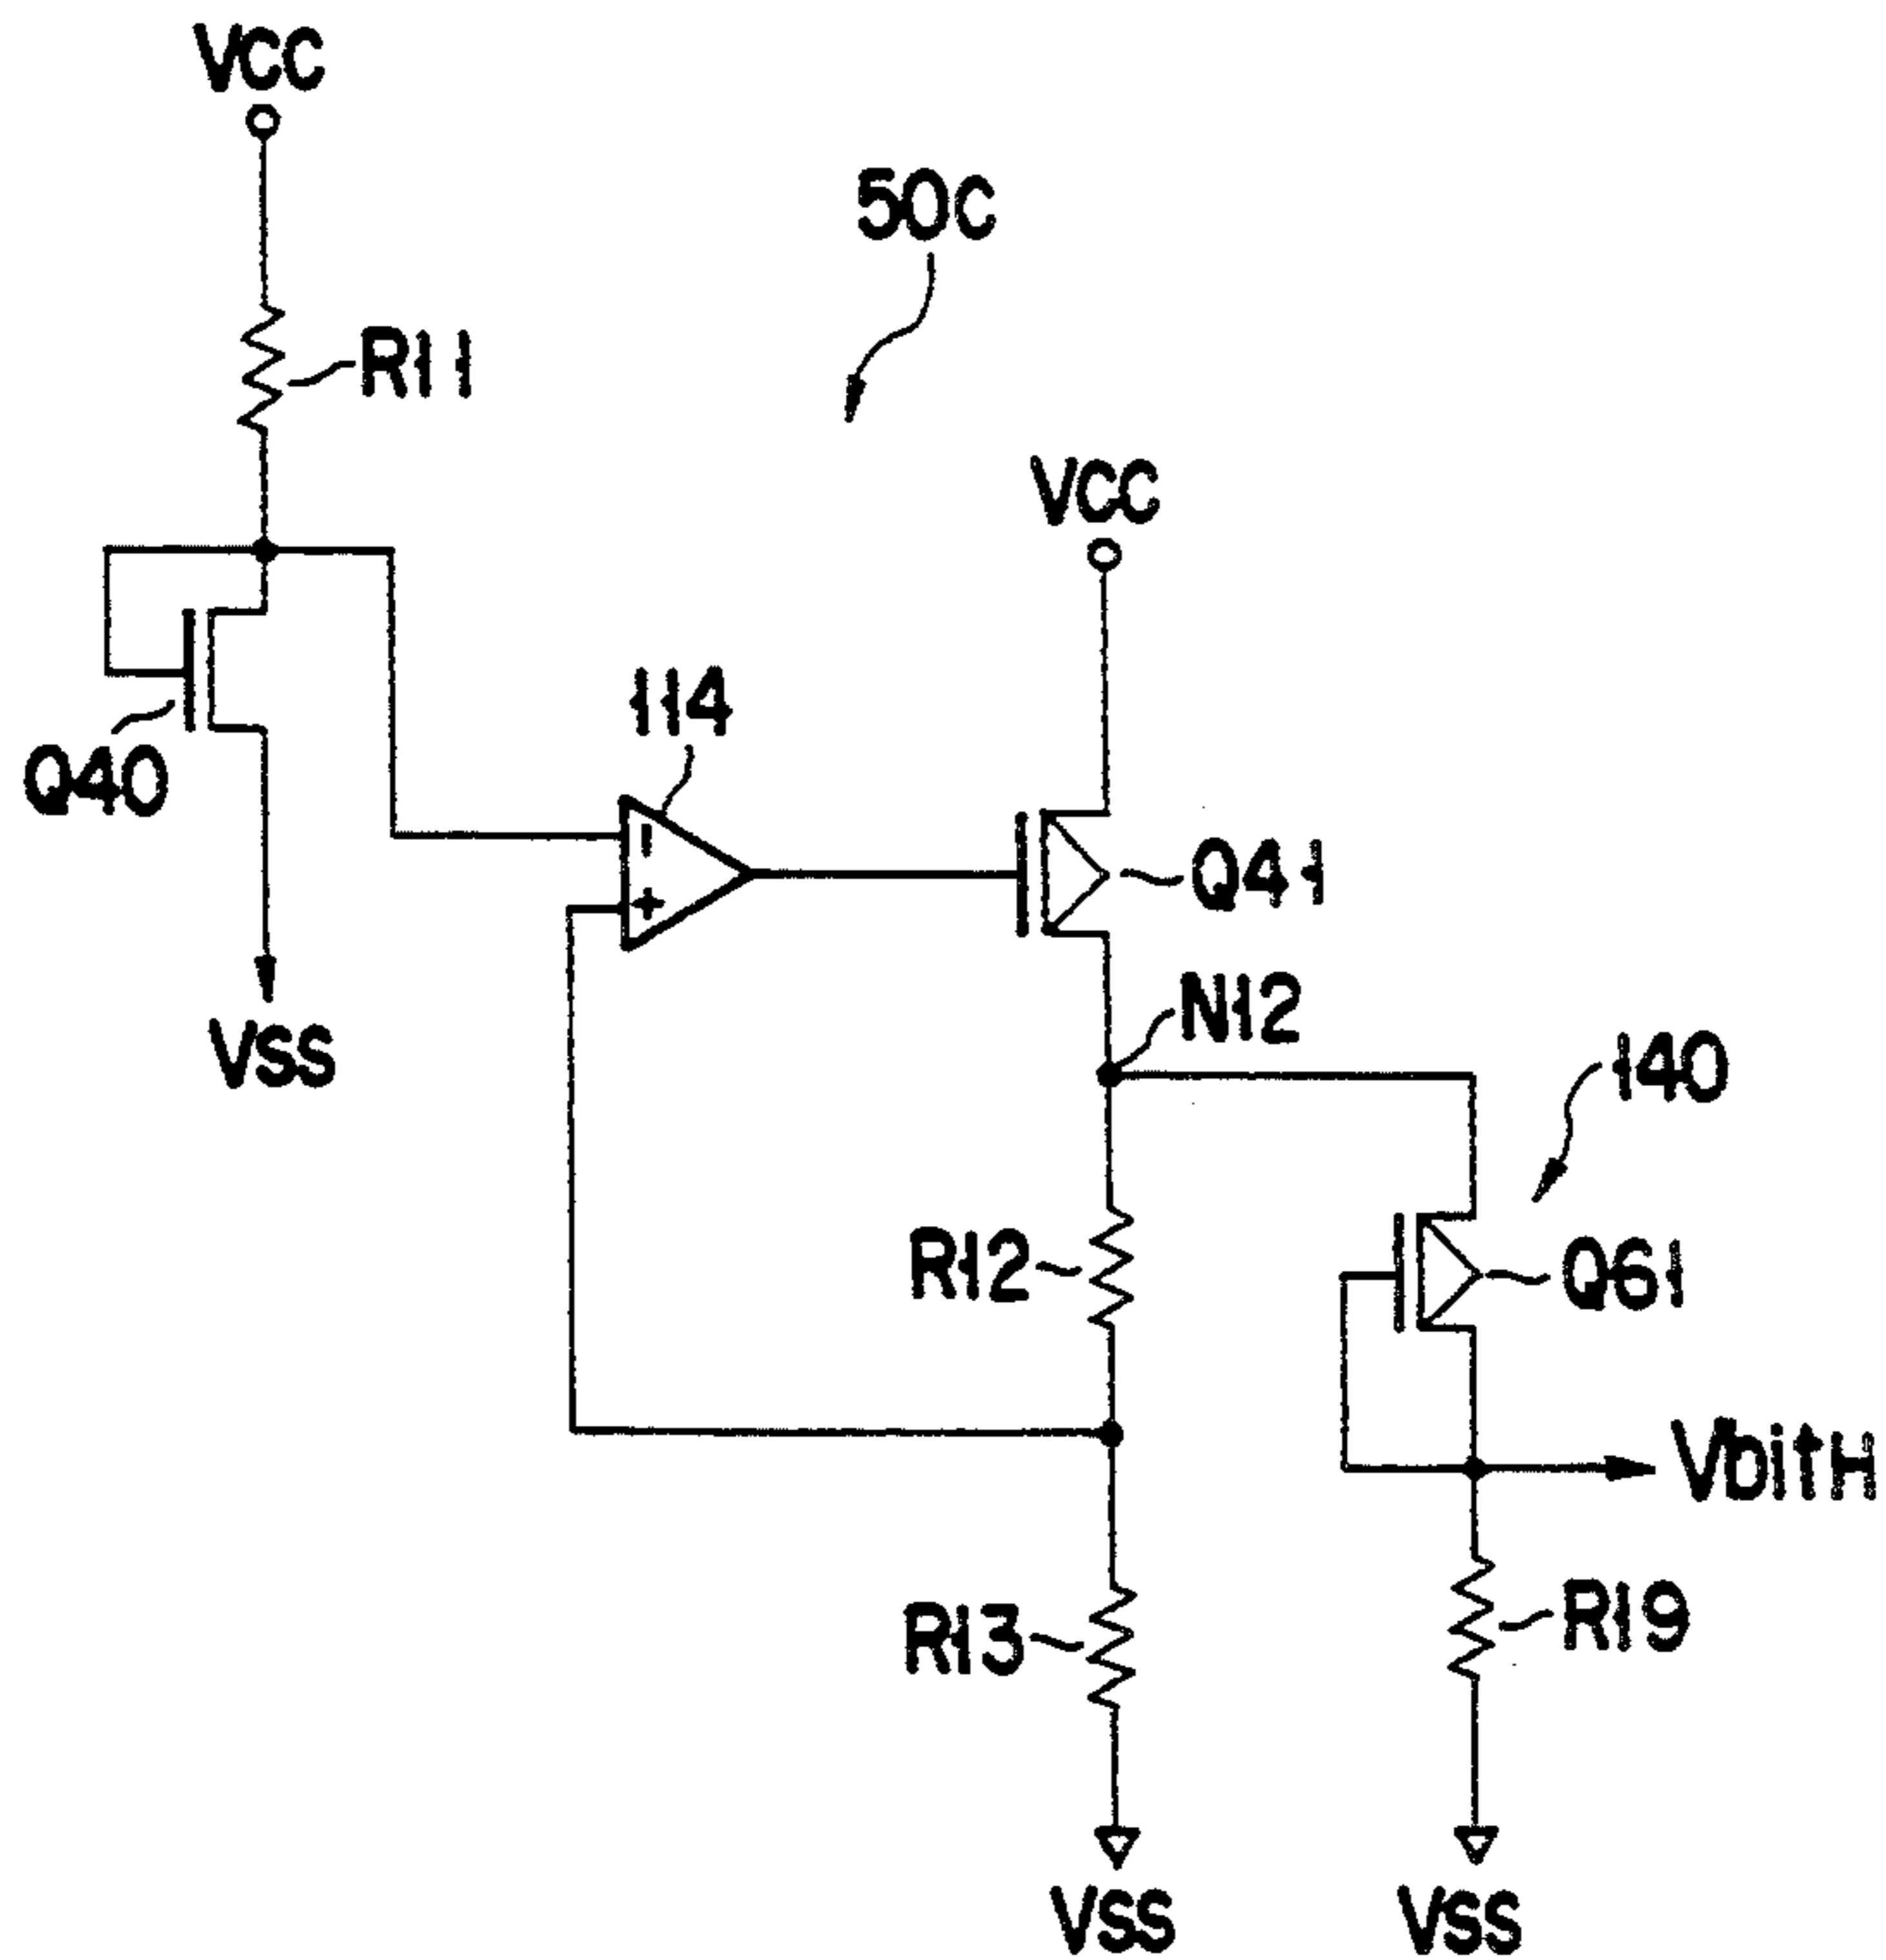 VCC
50C
R11
VCC
114
Q40
Q41
N12
VSS
140
R12
Q61
VbitH
R13
R19
VSS
VSS